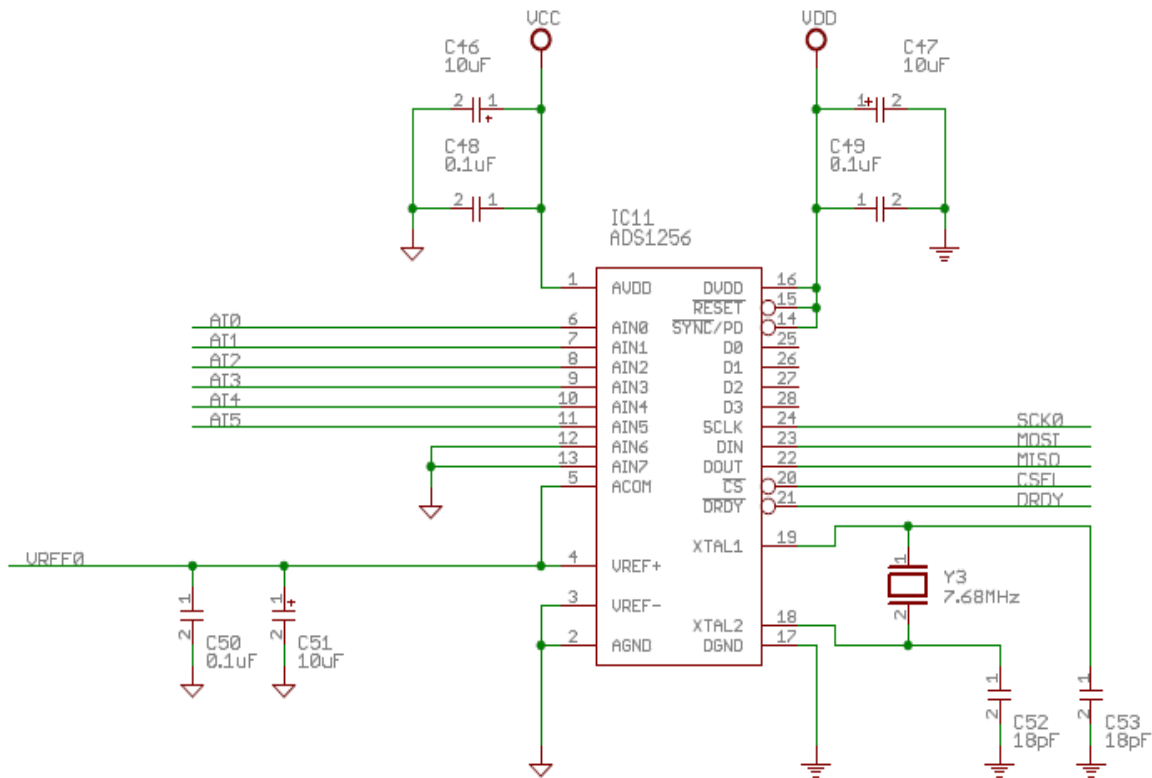 VCC
VDD
C46
10uF
2 1
+
C47
10uF
1 2
+
C48
0.1uF
2 1
C49
0.1uF
1 2
IC11
ADS1256
1 AVDD
DVDD 16
RESET 15
AI0 6 AIN0
SYNC/PD 14
AI1 7 AIN1
D0 25
AI2 8 AIN2
D1 26
AI3 9 AIN3
D2 27
AI4 10 AIN4
D3 28
AI5 11 AIN5
SCLK 24 SCK0
12 AIN6
DIN 23 MOSI
13 AIN7
DOUT 22 MISO
5 ACOM
CS 20 CSEL
DRDY 21 DRDY
XTAL1 19
VREF0 4 VREF+
1
Y3
7.68MHz
2
1
2
C50
0.1uF
1
+
2
C51
10uF
3 VREF-
XTAL2 18
2 AGND
DGND 17
1
2
C52
18pF
1
2
C53
18pF